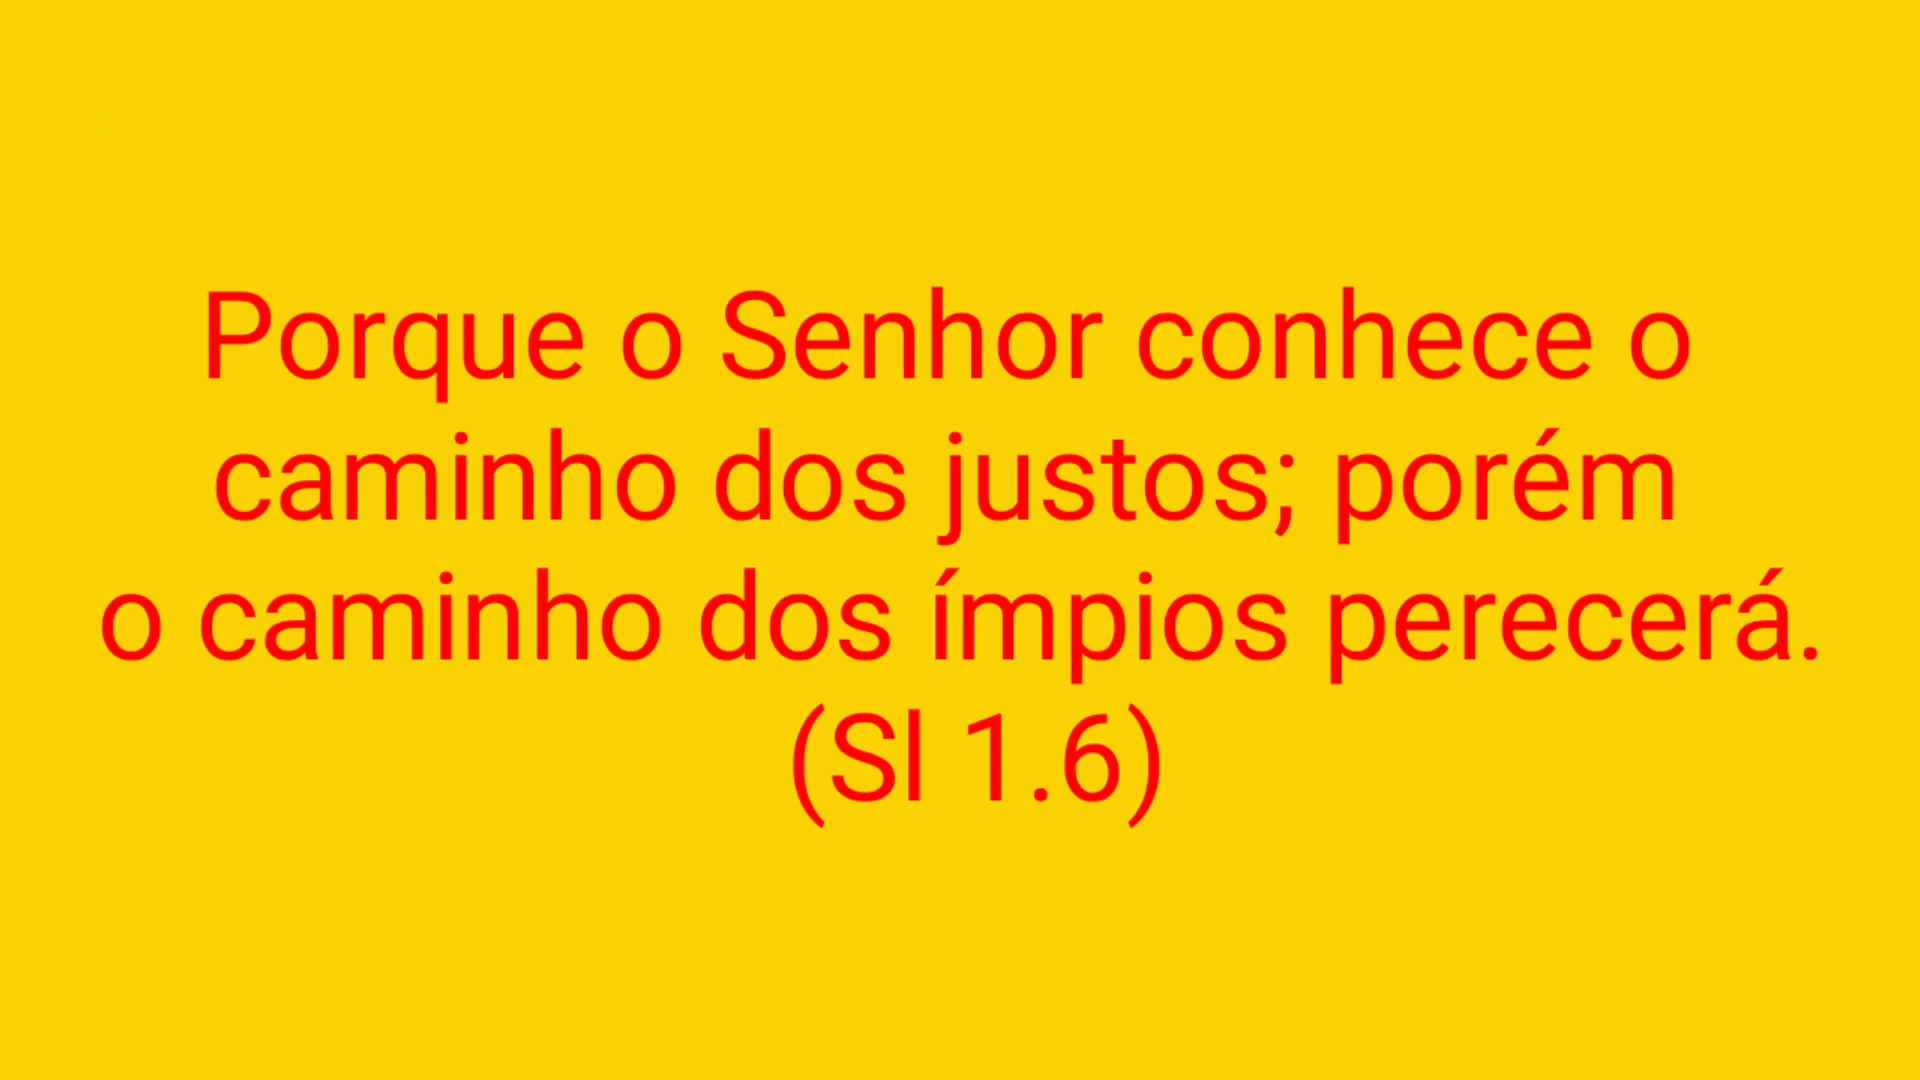 Porque o Senhor conhece o
caminho dos justos; porém
o caminho dos ímpios perecerá.
(Sl 1.6)